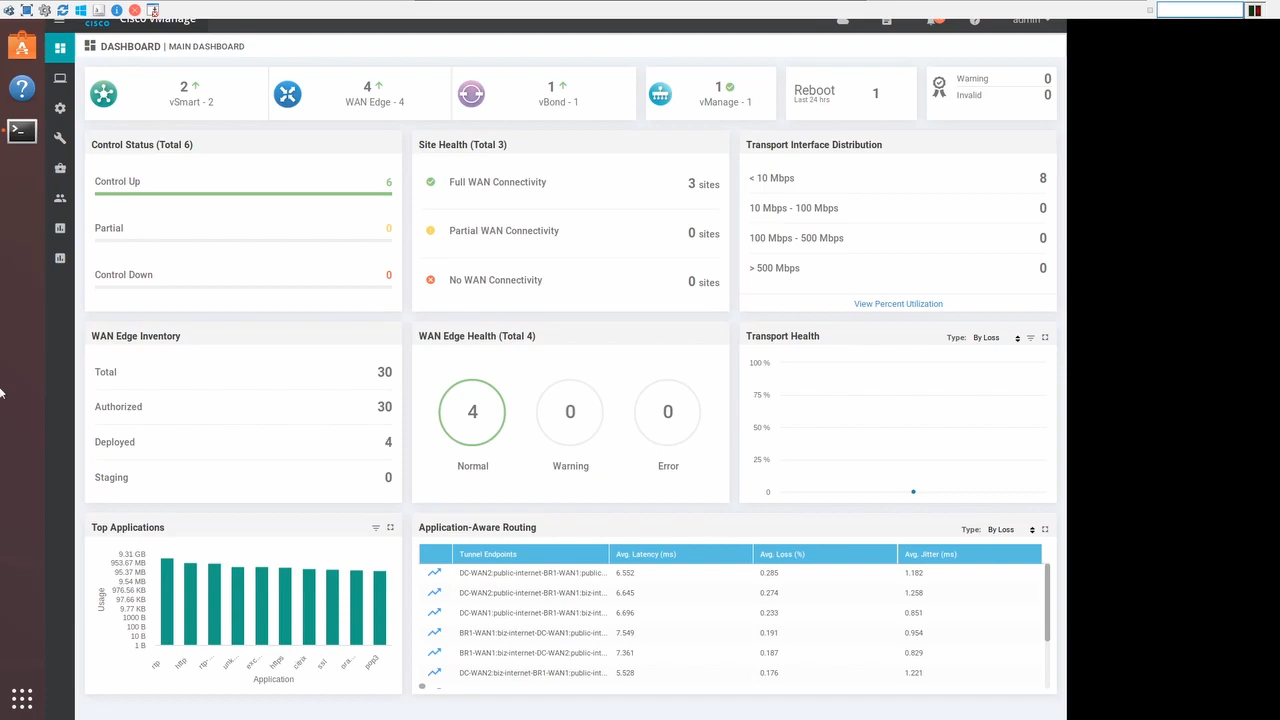 CISCO Cisco vManage
admin
DASHBOARD | MAIN DASHBOARD
2
vSmart - 2
4
WAN Edge - 4
1
vBond - 1
1
vManage - 1
Reboot
Last 24 hrs
1
Warning 0
Invalid 0
Control Status (Total 6)
Control Up 6
Partial 0
Control Down 0
Site Health (Total 3)
Full WAN Connectivity 3 sites
Partial WAN Connectivity 0 sites
No WAN Connectivity 0 sites
Transport Interface Distribution
< 10 Mbps 8
10 Mbps - 100 Mbps 0
100 Mbps - 500 Mbps 0
> 500 Mbps 0
View Percent Utilization
WAN Edge Inventory
Total 30
Authorized 30
Deployed 4
Staging 0
WAN Edge Health (Total 4)
4 0 0
Normal Warning Error
Transport Health Type: By Loss
100 %
75 %
50 %
25 %
0
Top Applications
9.31 GB
953.67 MB
95.37 MB
9.54 MB
976.56 KB
97.66 KB
9.77 KB
1000 B
100 B
10 B
1 B
Usage
rtp http rtp-... unk... exc... https citrix ssl ora... pop3
Application
Application-Aware Routing Type: By Loss
Tunnel Endpoints Avg. Latency (ms) Avg. Loss (%) Avg. Jitter (ms)
DC-WAN2:public-internet-BR1-WAN1:public... 6.552 0.285 1.182
DC-WAN2:public-internet-BR1-WAN1:biz-int... 6.645 0.274 1.258
DC-WAN1:public-internet-BR1-WAN1:biz-int... 6.696 0.233 0.851
BR1-WAN1:biz-internet-DC-WAN1:public-int... 7.549 0.191 0.954
BR1-WAN1:biz-internet-DC-WAN2:public-int... 7.361 0.187 0.829
DC-WAN2:biz-internet-BR1-WAN1:public-int... 5.528 0.176 1.221